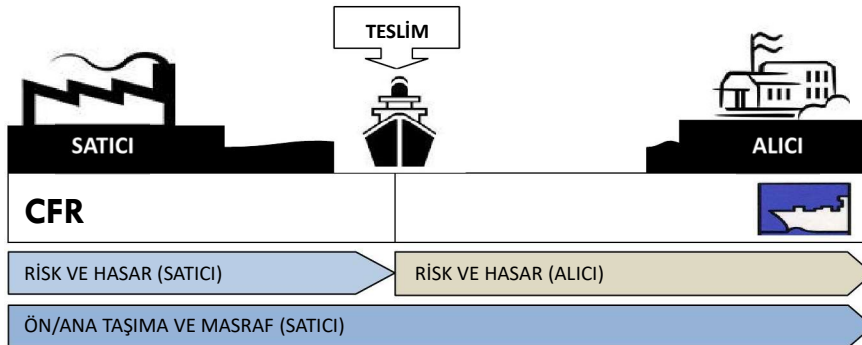 TESLİM
SATICI
ALICI
CFR
RİSK VE HASAR (SATICI)
RİSK VE HASAR (ALICI)
ÖN/ANA TAŞIMA VE MASRAF (SATICI)